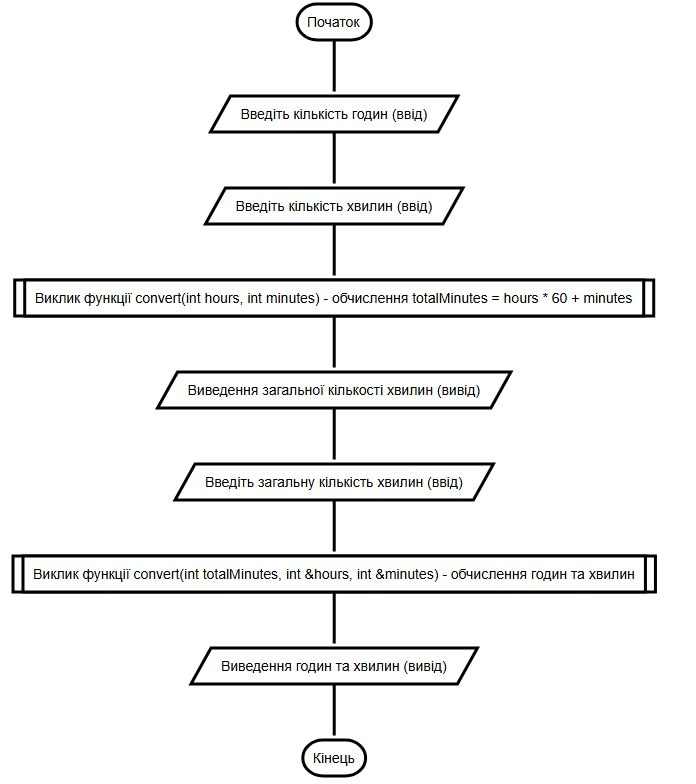 Початок
Введіть кількість годин (ввід)
Введіть кількість хвилин (ввід)
Виклик функції convert(int hours, int minutes) - обчислення totalMinutes = hours * 60 + minutes
Виведення загальної кількості хвилин (вивід)
Введіть загальну кількість хвилин (ввід)
Виклик функції convert(int totalMinutes, int &hours, int &minutes) - обчислення годин та хвилин
Виведення годин та хвилин (вивід)
Кінець